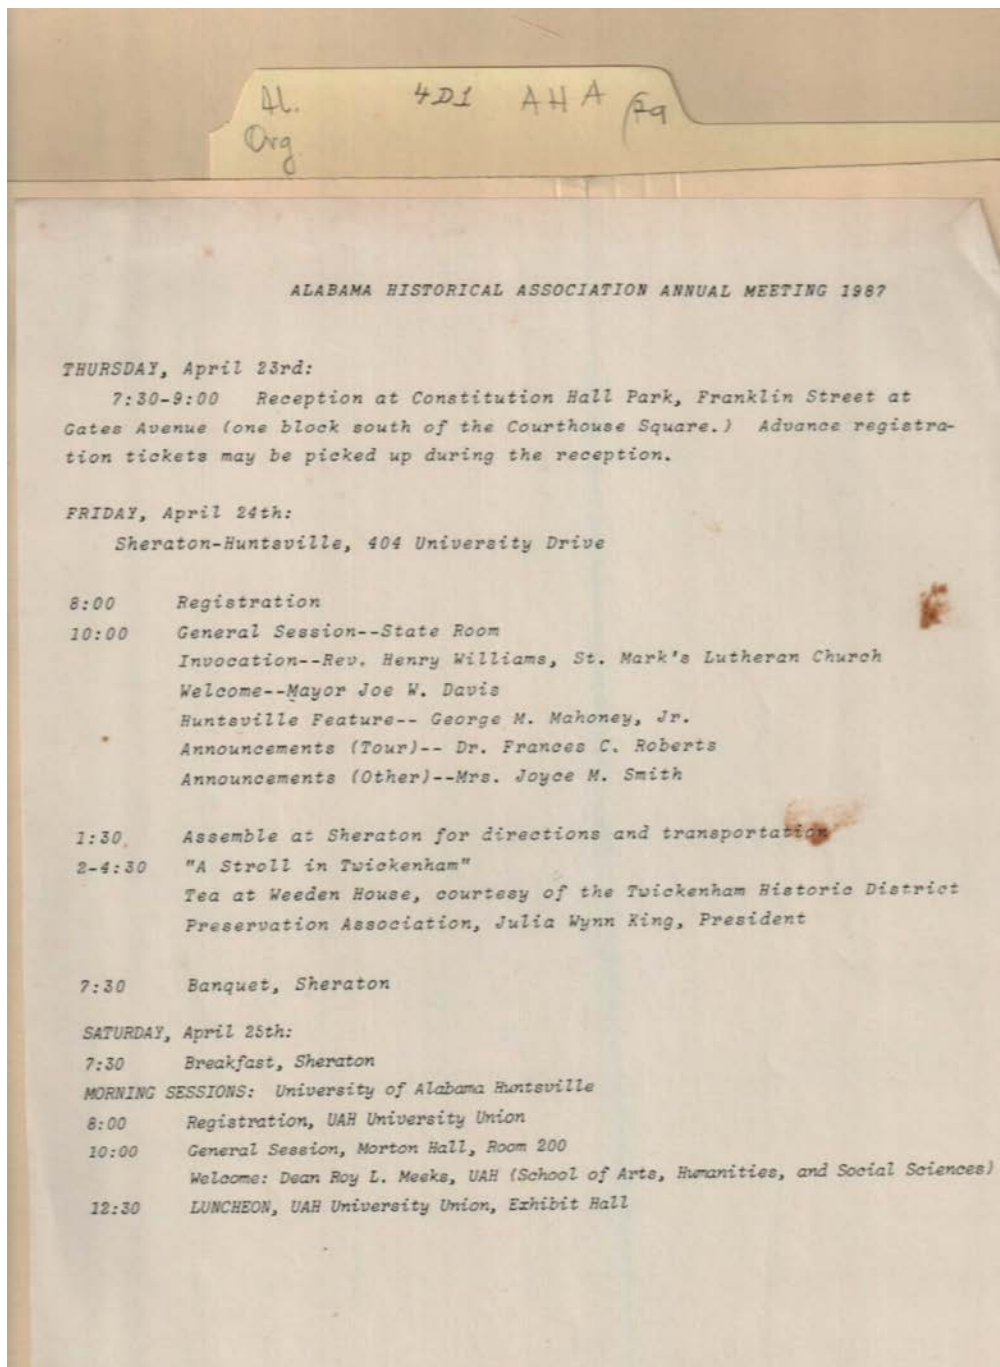 Al. 4D1 AHA
Org
ALABAMA HISTORICAL ASSOCIATION ANNUAL MEETING 1987
THURSDAY, April 23rd:
7:30-9:00 Reception at Constitution Hall Park, Franklin Street at
Gates Avenue (one block south of the Courthouse Square.) Advance registra-
tion tickets may be picked up during the reception.
FRIDAY, April 24th:
Sheraton-Huntsville, 404 University Drive
8:00 Registration
10:00 General Session--State Room
Invocation--Rev. Henry Williams, St. Mark's Lutheran Church
Welcome--Mayor Joe W. Davis
Huntsville Feature-- George M. Mahoney, Jr.
Announcements (Tour)-- Dr. Frances C. Roberts
Announcements (Other)--Mrs. Joyce M. Smith
1:30 Assemble at Sheraton for directions and transportation
2-4:30 "A Stroll in Twickenham"
Tea at Weeden House, courtesy of the Twickenham Historic District
Preservation Association, Julia Wynn King, President
7:30 Banquet, Sheraton
SATURDAY, April 25th:
7:30 Breakfast, Sheraton
MORNING SESSIONS: University of Alabama Huntsville
8:00 Registration, UAH University Union
10:00 General Session, Morton Hall, Room 200
Welcome: Dean Roy L. Meeks, UAH (School of Arts, Humanities, and Social Sciences)
12:30 LUNCHEON, UAH University Union, Exhibit Hall